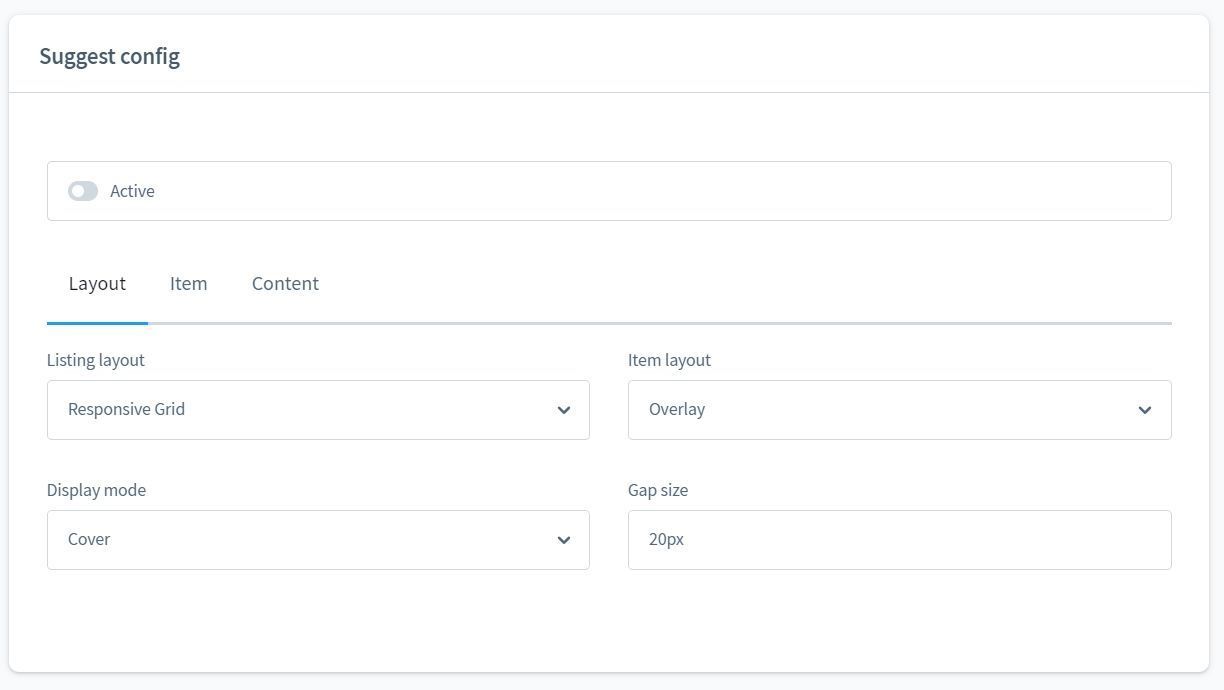 Suggest config
Active
Layout Item Content
Listing layout Item layout
Responsive Grid Overlay
Display mode Gap size
Cover 20px